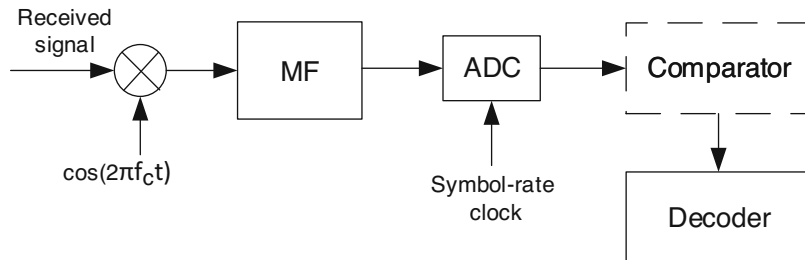 Received
signal
MF
ADC
Comparator
cos(2πfct)
Symbol-rate
clock
Decoder